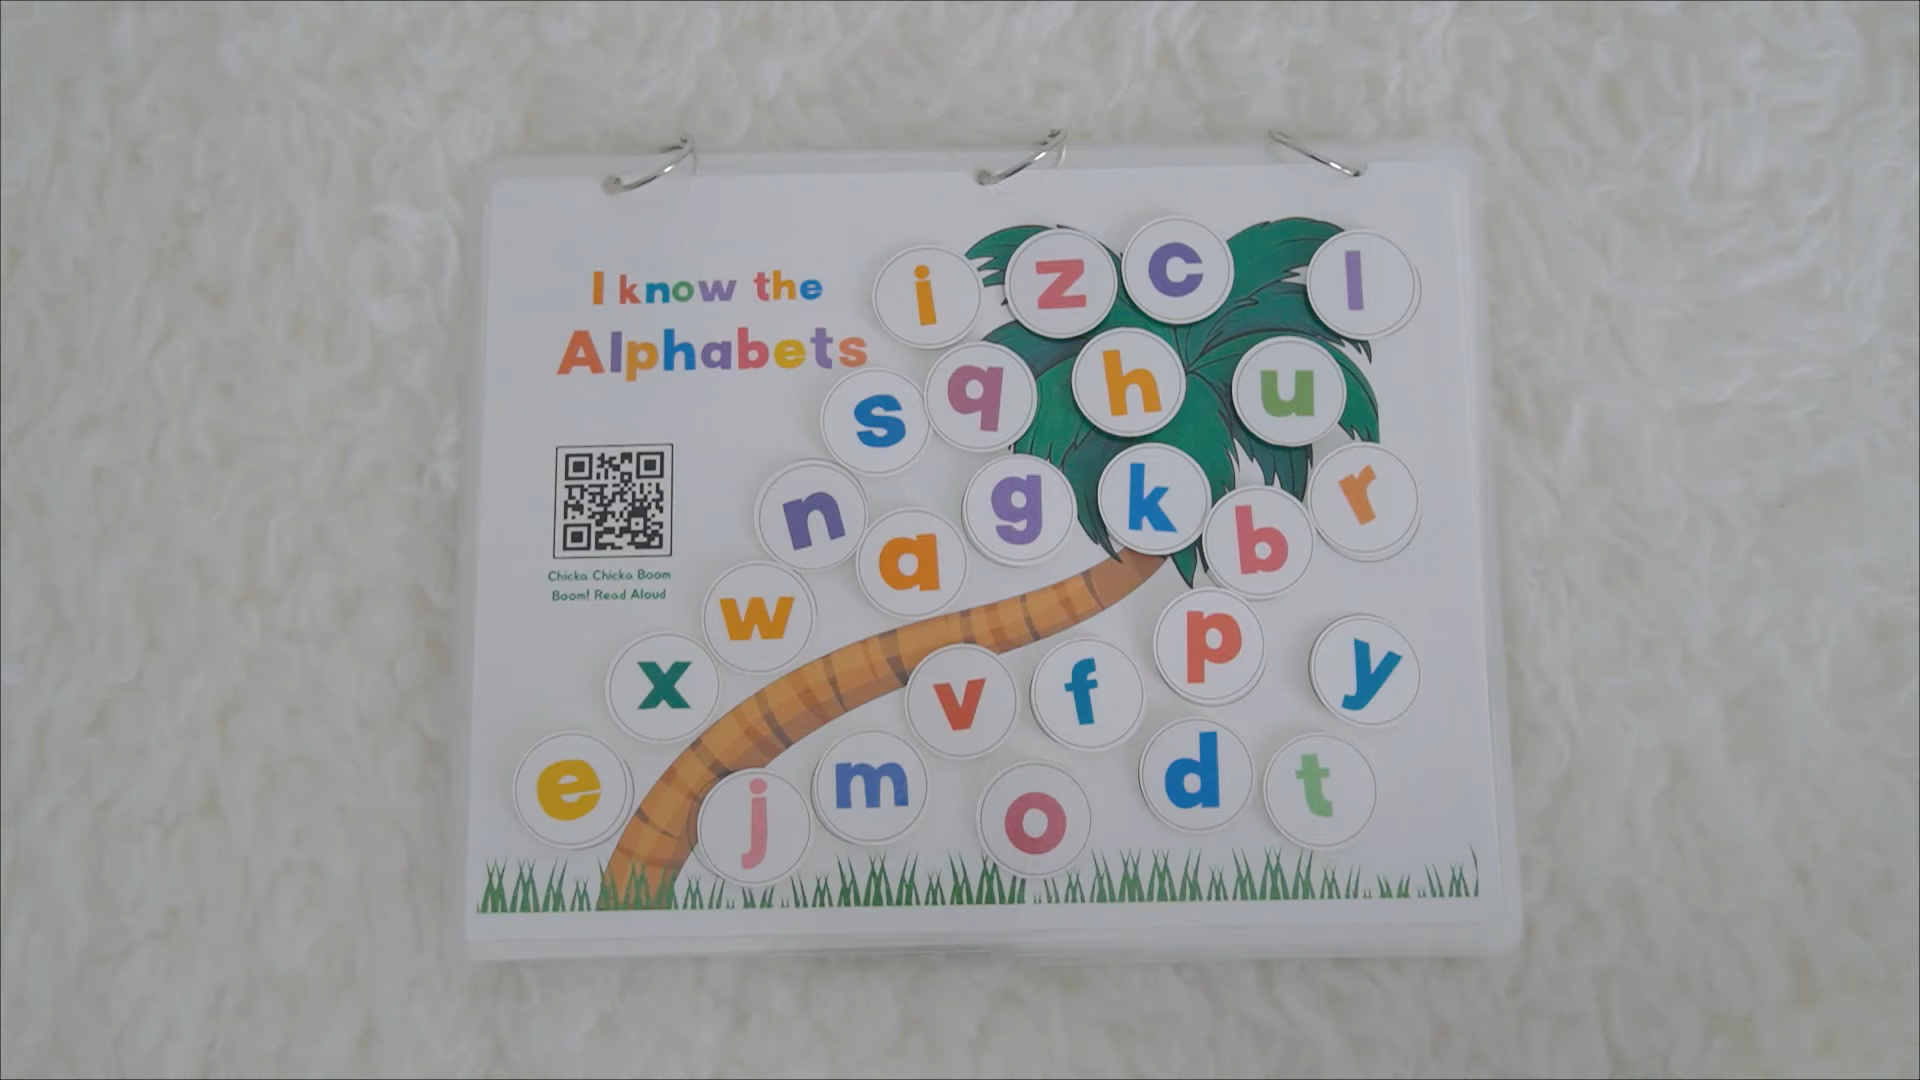 I know the
Alphabets
i z c l
s q h u
n a g k b r
w x v f p y
e j m o d t
Chicka Chicka Boom
Boom! Read Aloud